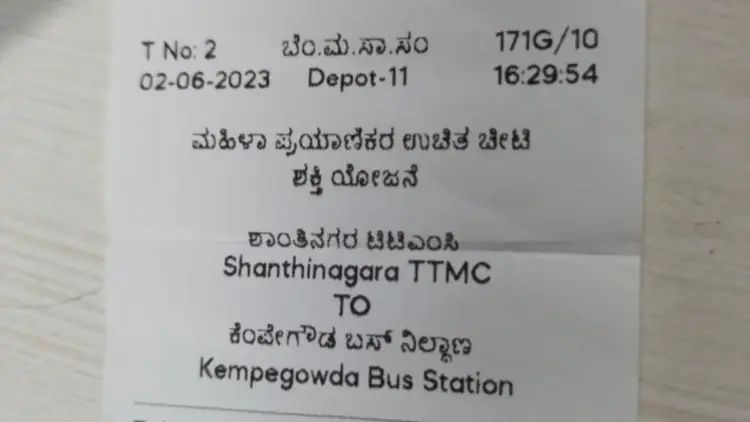 T No: 2 ಬೆಂ.ಮ.ಸಾ.ಸಂ 171G/10
02-06-2023 Depot-11 16:29:54
ಮಹಿಳಾ ಪ್ರಯಾಣಿಕರ ಉಚಿತ ಚೀಟಿ
ಶಕ್ತಿ ಯೋಜನೆ
ಶಾಂತಿನಗರ ಟಿಟಿಎಂಸಿ
Shanthinagara TTMC
TO
ಕೆಂಪೇಗೌಡ ಬಸ್ ನಿಲ್ದಾಣ
Kempegowda Bus Station